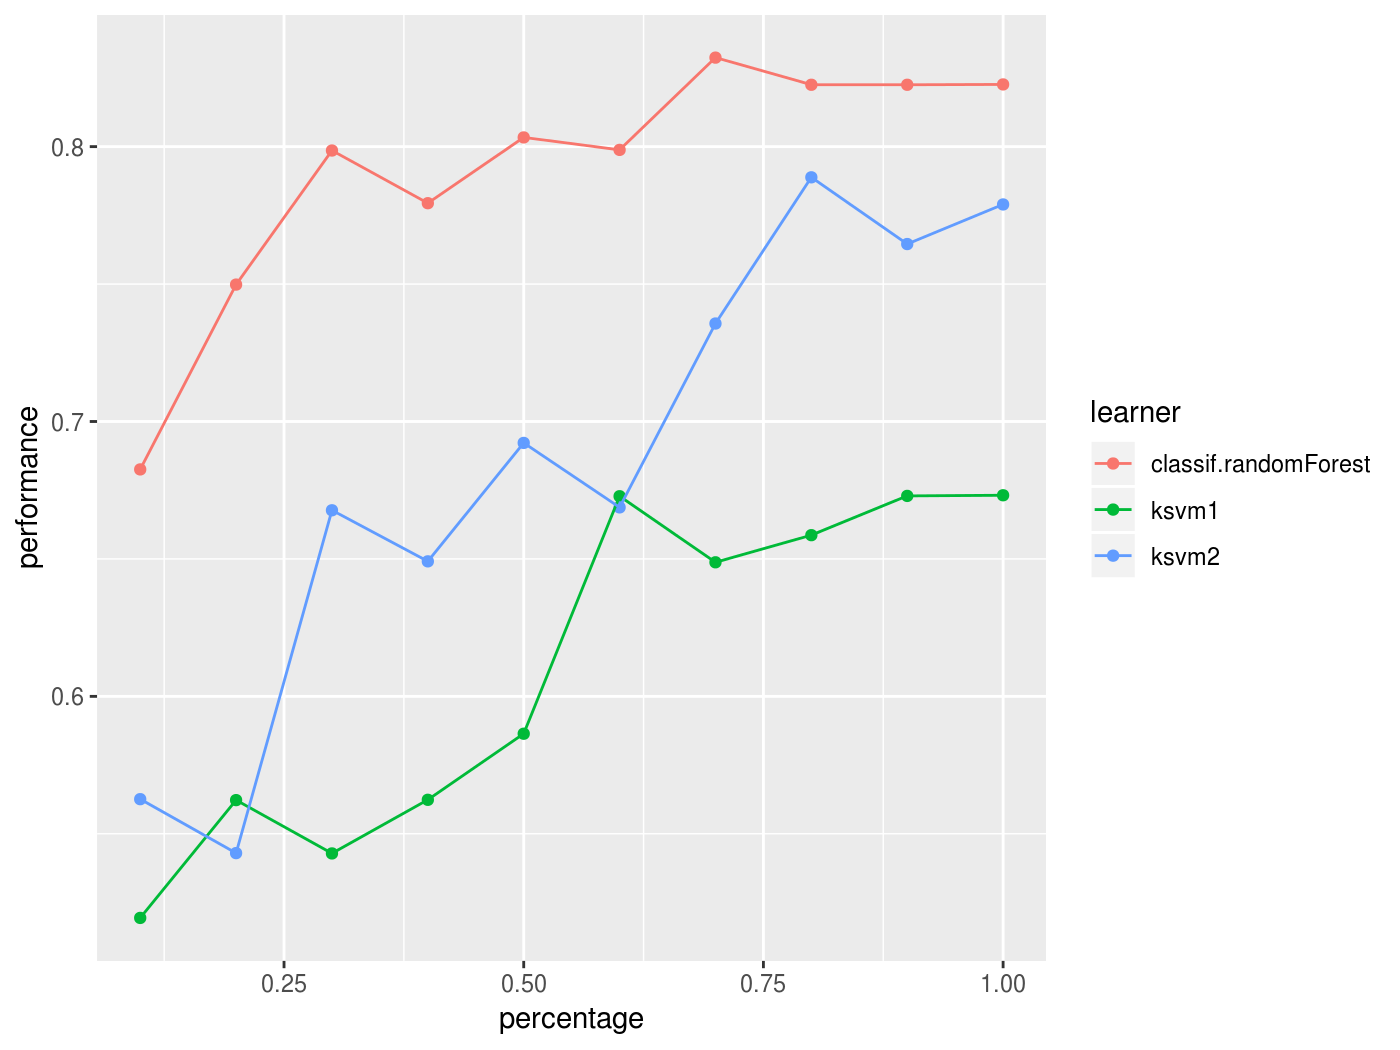 0.8
0.7
0.6
performance
0.25 0.50 0.75 1.00
percentage
learner
classif.randomForest
ksvm1
ksvm2